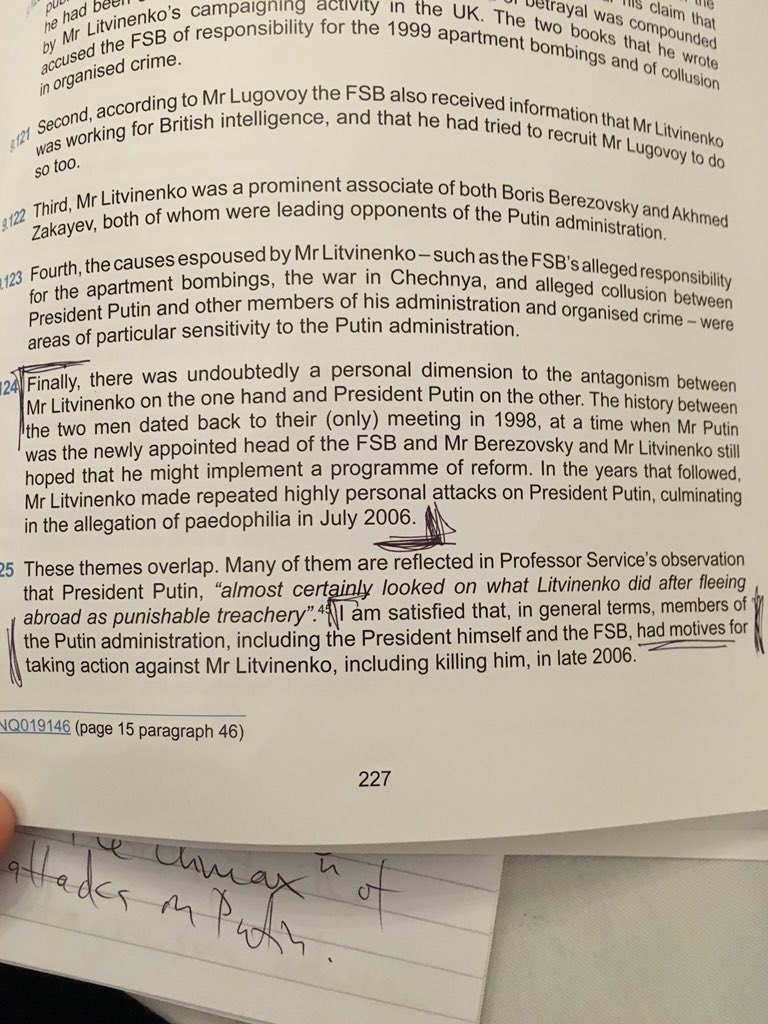 his claim that
he had been betrayal was compounded
by Mr Litvinenko's campaigning activity in the UK. The two books that he wrote
accused the FSB of responsibility for the 1999 apartment bombings and of collusion
in organised crime.
9.121 Second, according to Mr Lugovoy the FSB also received information that Mr Litvinenko
was working for British intelligence, and that he had tried to recruit Mr Lugovoy to do
so too.
9.122 Third, Mr Litvinenko was a prominent associate of both Boris Berezovsky and Akhmed
Zakayev, both of whom were leading opponents of the Putin administration.
.123 Fourth, the causes espoused by Mr Litvinenko – such as the FSB's alleged responsibility
for the apartment bombings, the war in Chechnya, and alleged collusion between
President Putin and other members of his administration and organised crime – were
areas of particular sensitivity to the Putin administration.
124 Finally, there was undoubtedly a personal dimension to the antagonism between
Mr Litvinenko on the one hand and President Putin on the other. The history between
the two men dated back to their (only) meeting in 1998, at a time when Mr Putin
was the newly appointed head of the FSB and Mr Berezovsky and Mr Litvinenko still
hoped that he might implement a programme of reform. In the years that followed,
Mr Litvinenko made repeated highly personal attacks on President Putin, culminating
in the allegation of paedophilia in July 2006.
25 These themes overlap. Many of them are reflected in Professor Service's observation
that President Putin, "almost certainly looked on what Litvinenko did after fleeing
abroad as punishable treachery". I am satisfied that, in general terms, members of
the Putin administration, including the President himself and the FSB, had motives for
taking action against Mr Litvinenko, including killing him, in late 2006.
NQ019146 (page 15 paragraph 46)
227
climax of
attacks on Putin.